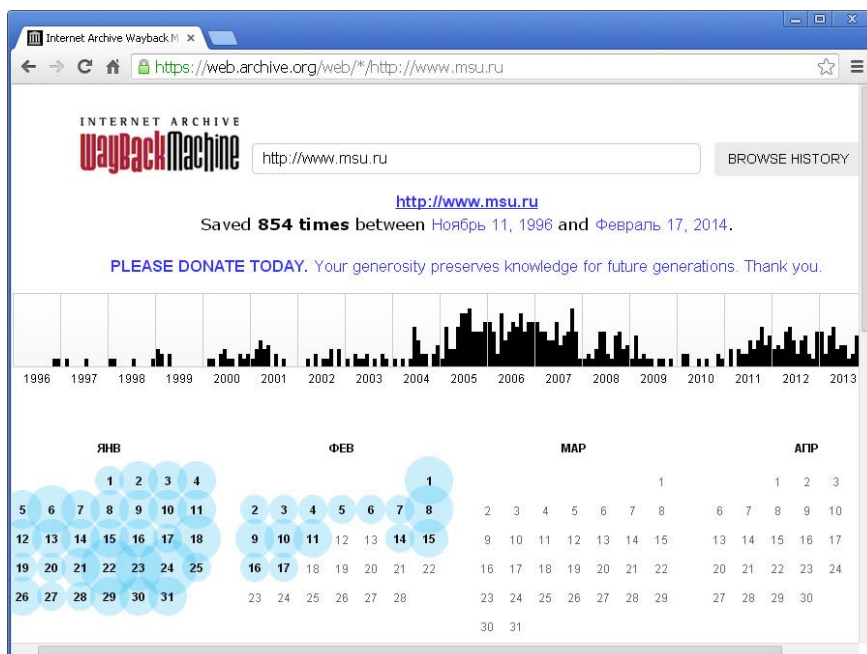 Internet Archive Wayback M
https://web.archive.org/web/*/http://www.msu.ru
INTERNET ARCHIVE
WayBackMachine
http://www.msu.ru
BROWSE HISTORY
http://www.msu.ru
Saved 854 times between Ноябрь 11, 1996 and Февраль 17, 2014.
PLEASE DONATE TODAY. Your generosity preserves knowledge for future generations. Thank you.
1996 1997 1998 1999 2000 2001 2002 2003 2004 2005 2006 2007 2008 2009 2010 2011 2012 2013
ЯНВ ФЕВ МАР АПР
1 2 3 4 1 1 1 2 3
5 6 7 8 9 10 11 2 3 4 5 6 7 8 2 3 4 5 6 7 8 6 7 8 9 10
12 13 14 15 16 17 18 9 10 11 12 13 14 15 9 10 11 12 13 14 15 13 14 15 16 17
19 20 21 22 23 24 25 16 17 18 19 20 21 22 16 17 18 19 20 21 22 20 21 22 23 24
26 27 28 29 30 31 23 24 25 26 27 28 23 24 25 26 27 28 29 27 28 29 30
30 31